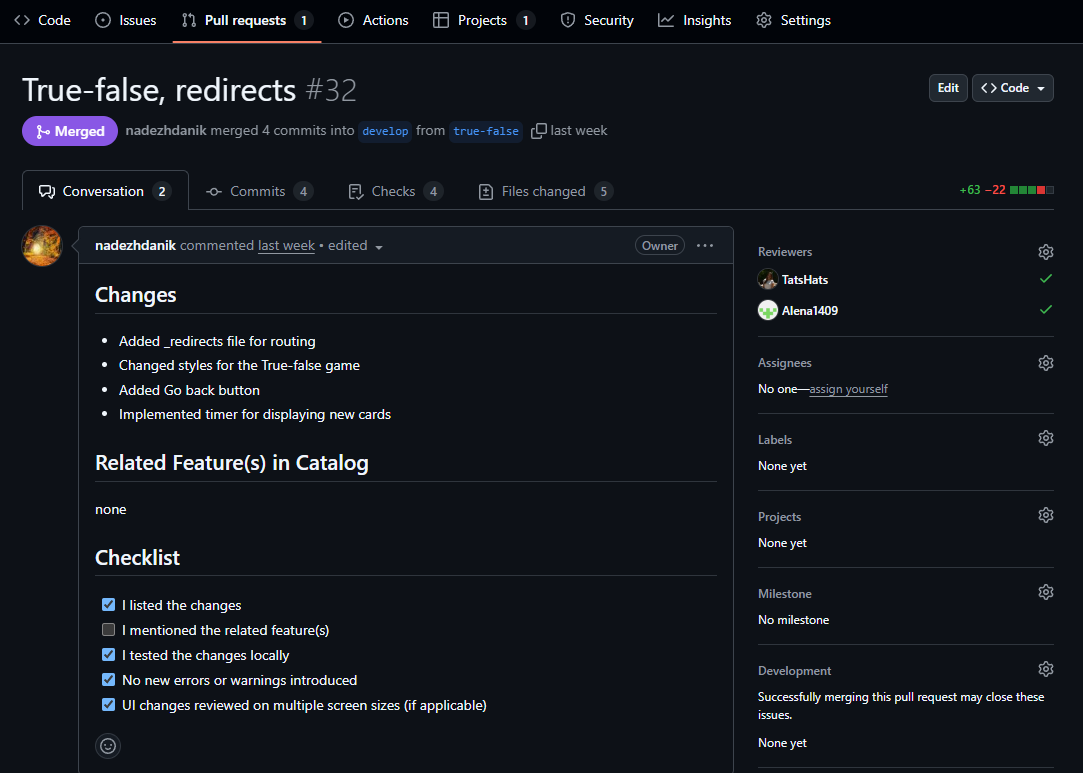 Code Issues Pull requests 1 Actions Projects 1 Security Insights Settings
True-false, redirects #32
Edit
Code
Merged nadezhdanik merged 4 commits into develop from true-false last week
Conversation 2 Commits 4 Checks 4 Files changed 5
+63 −22
nadezhdanik commented last week • edited
Owner
Changes
Added _redirects file for routing
Changed styles for the True-false game
Added Go back button
Implemented timer for displaying new cards
Related Feature(s) in Catalog
none
Checklist
I listed the changes
I mentioned the related feature(s)
I tested the changes locally
No new errors or warnings introduced
UI changes reviewed on multiple screen sizes (if applicable)
Reviewers
TatsHats
Alena1409
Assignees
No one—assign yourself
Labels
None yet
Projects
None yet
Milestone
No milestone
Development
Successfully merging this pull request may close these
issues.
None yet